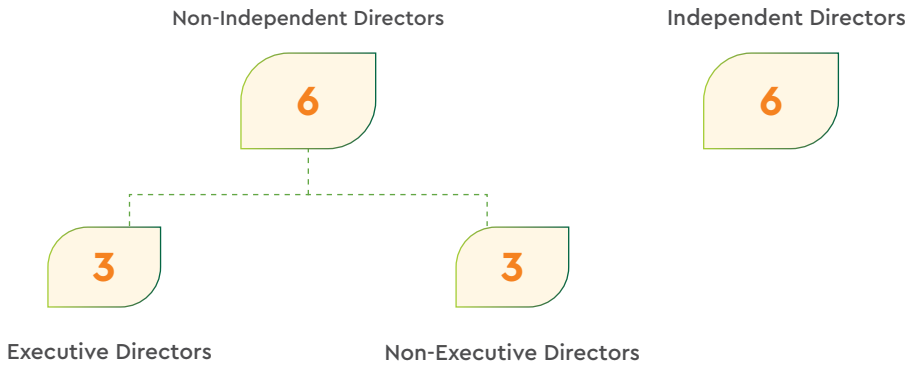 Non-Independent Directors
Independent Directors
6
6
3
3
Executive Directors
Non-Executive Directors